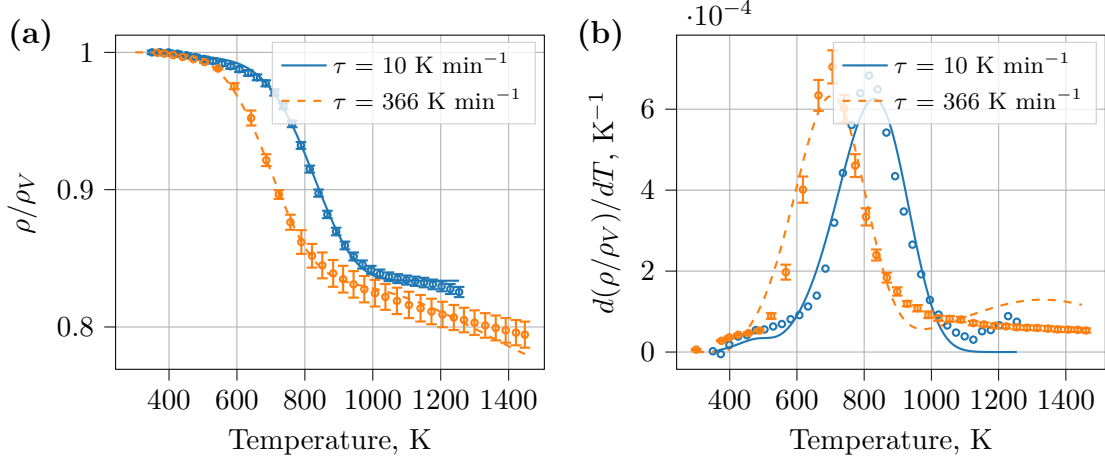 (a)
1
0.9
0.8
ρ/ρ_V
400 600 800 1000 1200 1400
Temperature, K
τ = 10 K min⁻¹
τ = 366 K min⁻¹
(b)
·10⁻⁴
6
4
2
0
d(ρ/ρ_V)/dT, K⁻¹
400 600 800 1000 1200 1400
Temperature, K
τ = 10 K min⁻¹
τ = 366 K min⁻¹